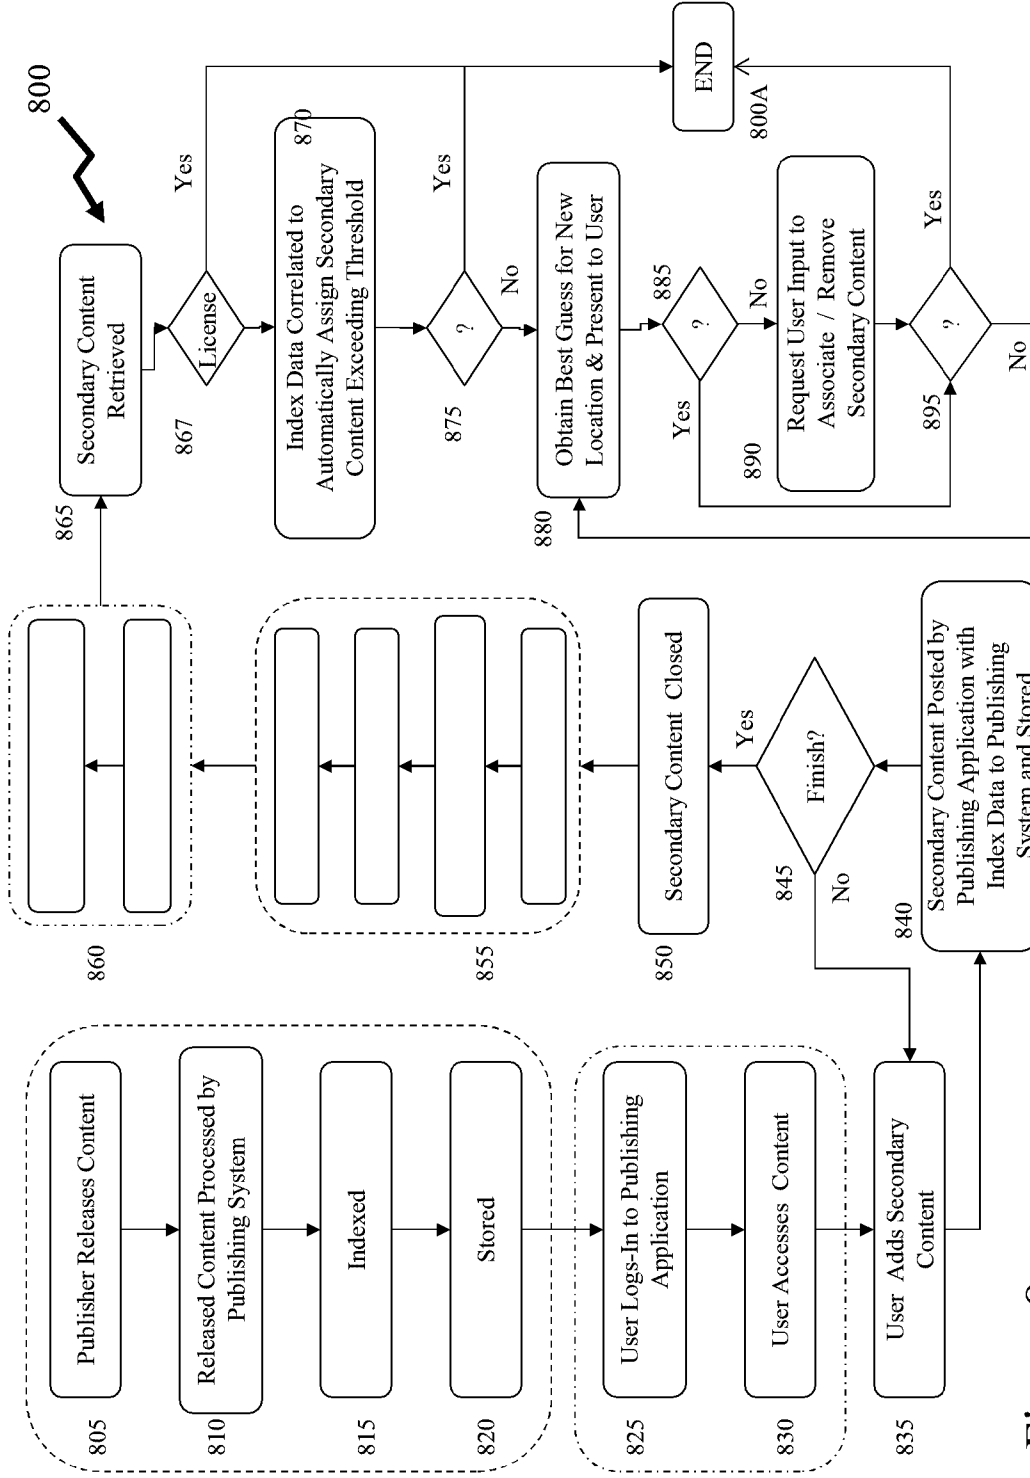 800
805
Publisher Releases Content
810
Released Content Processed by
Publishing System
815
Indexed
820
Stored
825
User Logs-In to Publishing
Application
830
User Accesses Content
835
User Adds Secondary
Content
840
Secondary Content Posted by
Publishing Application with
Index Data to Publishing
System and Stored
845
Finish?
No
Yes
850
Secondary Content Closed
855
860
865
Secondary Content
Retrieved
867
License
Yes
870
Index Data Correlated to
Automatically Assign Secondary
Content Exceeding Threshold
875
?
Yes
No
880
Obtain Best Guess for New
Location & Present to User
885
?
Yes
No
890
Request User Input to
Associate / Remove
Secondary Content
895
?
Yes
No
END
800A